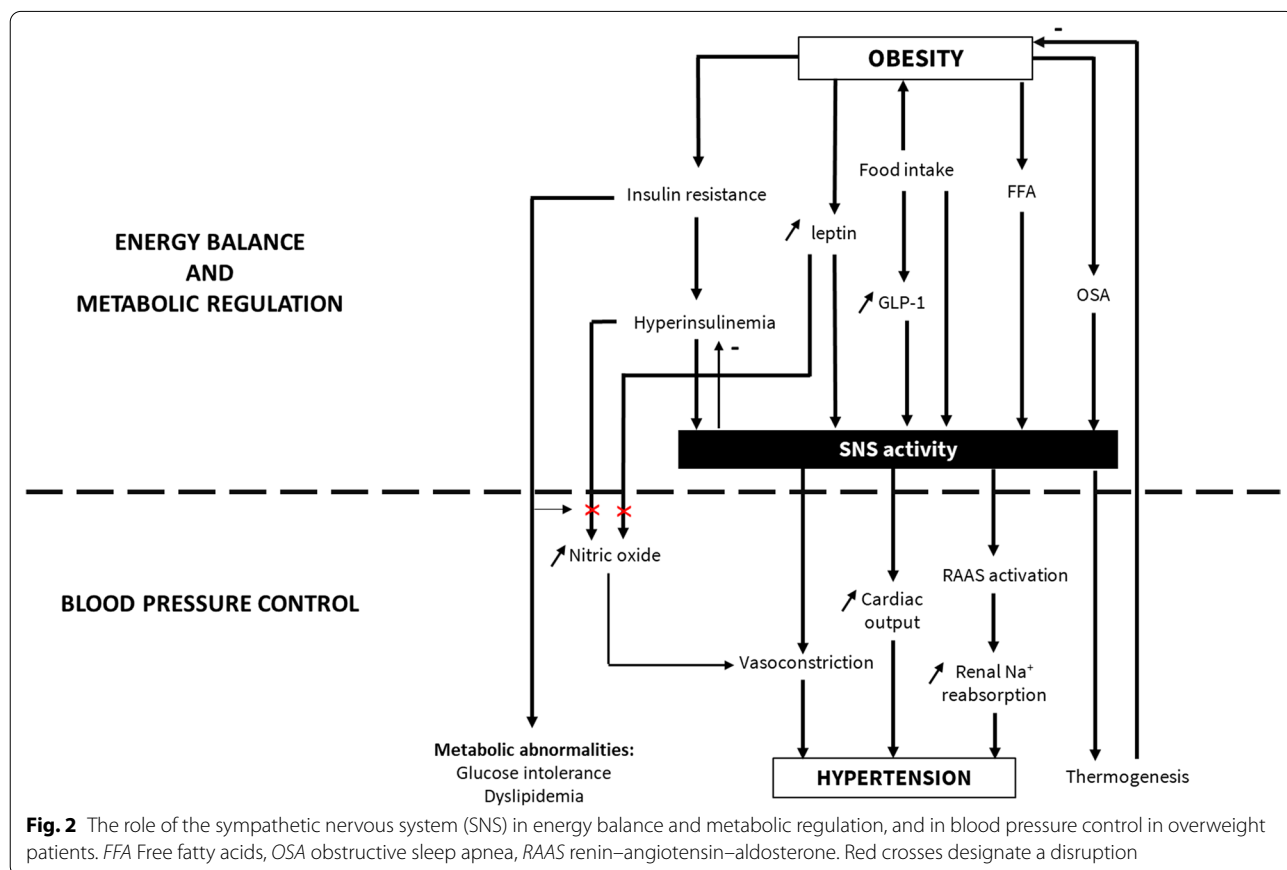 -
OBESITY
Food intake
Insulin resistance
FFA
↗ leptin
ENERGY BALANCE
AND
METABOLIC REGULATION
OSA
↗ GLP-1
Hyperinsulinemia
-
SNS activity
↗ Nitric oxide
RAAS activation
BLOOD PRESSURE CONTROL
↗ Cardiac
output
Vasoconstriction
↗ Renal Na⁺
reabsorption
Metabolic abnormalities:
Glucose intolerance
Dyslipidemia
HYPERTENSION
Thermogenesis
Fig. 2 The role of the sympathetic nervous system (SNS) in energy balance and metabolic regulation, and in blood pressure control in overweight
patients. FFA Free fatty acids, OSA obstructive sleep apnea, RAAS renin–angiotensin–aldosterone. Red crosses designate a disruption